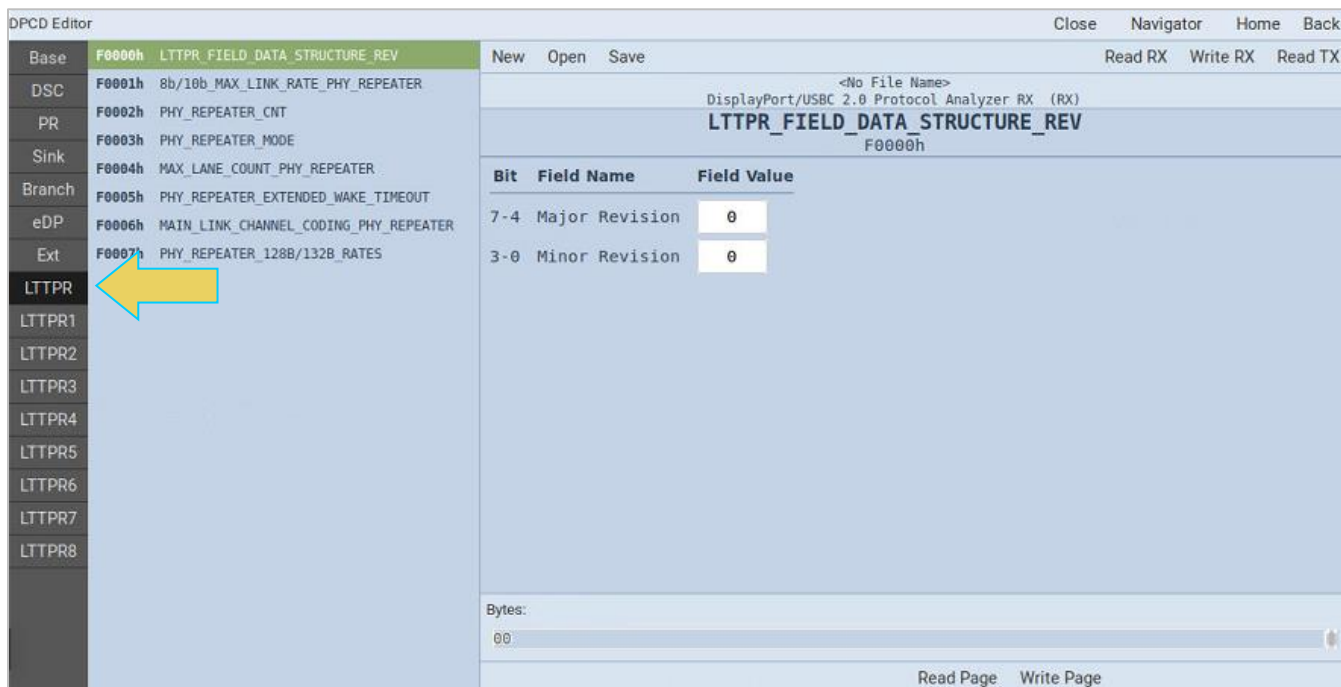 DPCD Editor Close Navigator Home Back
Base
DSC
PR
Sink
Branch
eDP
Ext
LTTPR
LTTPR1
LTTPR2
LTTPR3
LTTPR4
LTTPR5
LTTPR6
LTTPR7
LTTPR8
F0000h LTTPR_FIELD_DATA_STRUCTURE_REV
F0001h 8b/10b_MAX_LINK_RATE_PHY_REPEATER
F0002h PHY_REPEATER_CNT
F0003h PHY_REPEATER_MODE
F0004h MAX_LANE_COUNT_PHY_REPEATER
F0005h PHY_REPEATER_EXTENDED_WAKE_TIMEOUT
F0006h MAIN_LINK_CHANNEL_CODING_PHY_REPEATER
F0007h PHY_REPEATER_128B/132B_RATES
New Open Save Read RX Write RX Read TX
<No File Name>
DisplayPort/USBC 2.0 Protocol Analyzer RX (RX)
LTTPR_FIELD_DATA_STRUCTURE_REV
F0000h
Bit Field Name Field Value
7-4 Major Revision 0
3-0 Minor Revision 0
Bytes:
00
Read Page Write Page